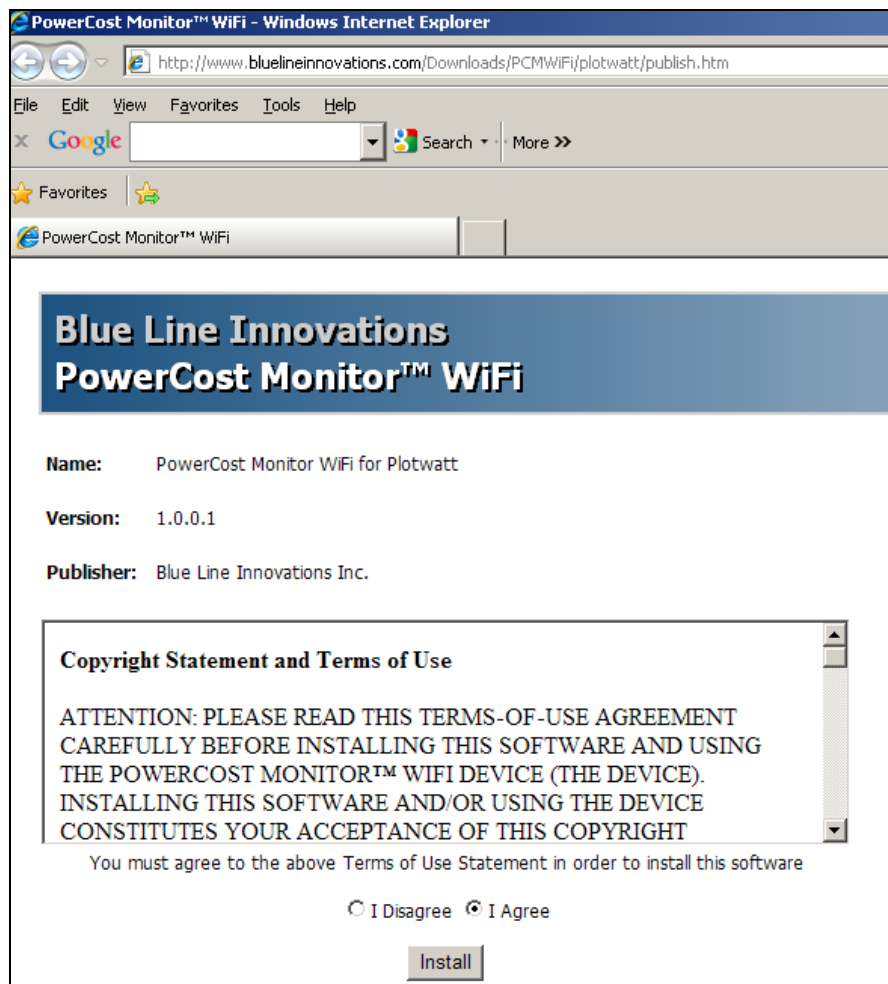 PowerCost Monitor™ WiFi - Windows Internet Explorer
http://www.bluelineinnovations.com/Downloads/PCMWiFi/plotwatt/publish.htm
File Edit View Favorites Tools Help
x Google Search More >>
Favorites
PowerCost Monitor™ WiFi
Blue Line Innovations
PowerCost Monitor™ WiFi
Name: PowerCost Monitor WiFi for Plotwatt
Version: 1.0.0.1
Publisher: Blue Line Innovations Inc.
Copyright Statement and Terms of Use
ATTENTION: PLEASE READ THIS TERMS-OF-USE AGREEMENT
CAREFULLY BEFORE INSTALLING THIS SOFTWARE AND USING
THE POWERCOST MONITOR™ WIFI DEVICE (THE DEVICE).
INSTALLING THIS SOFTWARE AND/OR USING THE DEVICE
CONSTITUTES YOUR ACCEPTANCE OF THIS COPYRIGHT
You must agree to the above Terms of Use Statement in order to install this software
I Disagree I Agree
Install